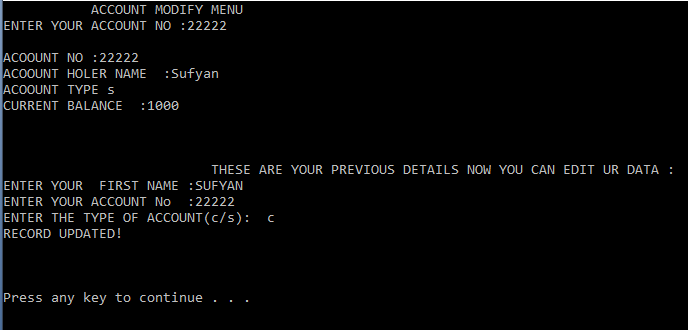 ACCOUNT MODIFY MENU
ENTER YOUR ACCOUNT NO :22222
ACOOUNT NO :22222
ACOOUNT HOLER NAME  :Sufyan
ACOOUNT TYPE s
CURRENT BALANCE  :1000
THESE ARE YOUR PREVIOUS DETAILS NOW YOU CAN EDIT UR DATA :
ENTER YOUR  FIRST NAME :SUFYAN
ENTER YOUR ACCOUNT No  :22222
ENTER THE TYPE OF ACCOUNT(c/s):  c
RECORD UPDATED!
Press any key to continue . . .